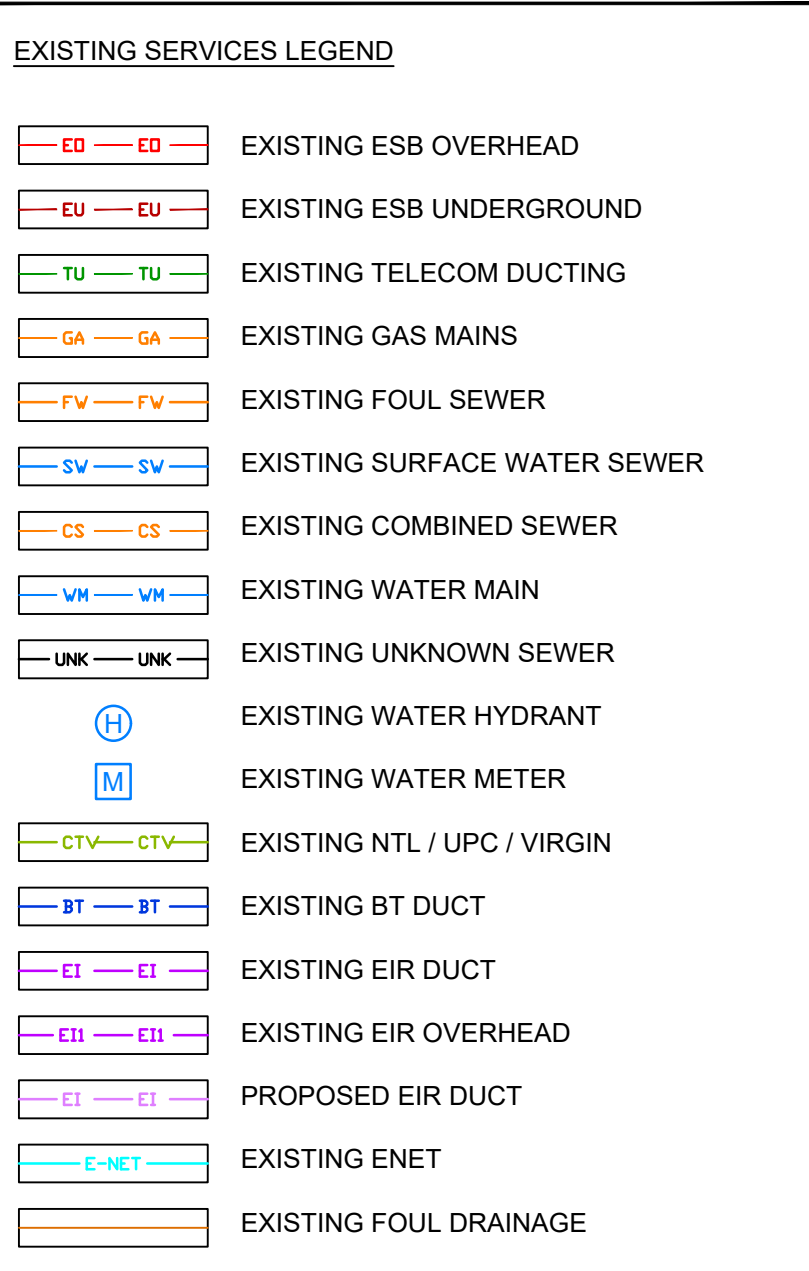 EXISTING SERVICES LEGEND
EO EO EXISTING ESB OVERHEAD
EU EU EXISTING ESB UNDERGROUND
TU TU EXISTING TELECOM DUCTING
GA GA EXISTING GAS MAINS
FW FW EXISTING FOUL SEWER
SW SW EXISTING SURFACE WATER SEWER
CS CS EXISTING COMBINED SEWER
WM WM EXISTING WATER MAIN
UNK UNK EXISTING UNKNOWN SEWER
H EXISTING WATER HYDRANT
M EXISTING WATER METER
CTV CTV EXISTING NTL / UPC / VIRGIN
BT BT EXISTING BT DUCT
EI EI EXISTING EIR DUCT
EI1 EI1 EXISTING EIR OVERHEAD
EI EI PROPOSED EIR DUCT
E-NET EXISTING ENET
EXISTING FOUL DRAINAGE